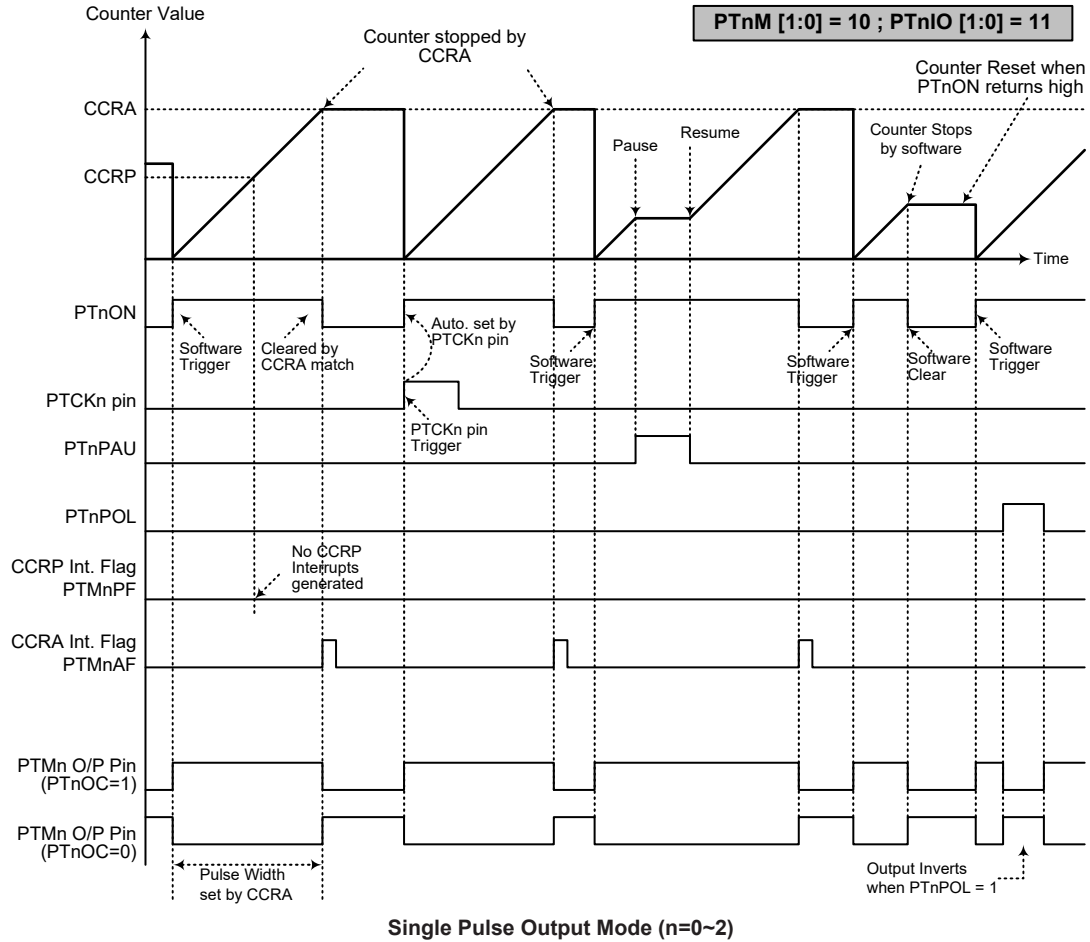 Counter Value
PTnM [1:0] = 10 ; PTnIO [1:0] = 11
Counter stopped by
CCRA
Counter Reset when
PTnON returns high
CCRA
Pause
Resume
Counter Stops
by software
CCRP
Time
PTnON
Software
Trigger
Cleared by
CCRA match
Auto. set by
PTCKn pin
Software
Trigger
Software
Trigger
Software
Clear
Software
Trigger
PTCKn pin
PTCKn pin
Trigger
PTnPAU
PTnPOL
No CCRP
Interrupts
generated
CCRP Int. Flag
PTMnPF
CCRA Int. Flag
PTMnAF
PTMn O/P Pin
(PTnOC=1)
PTMn O/P Pin
(PTnOC=0)
Pulse Width
set by CCRA
Output Inverts
when PTnPOL = 1
Single Pulse Output Mode (n=0~2)